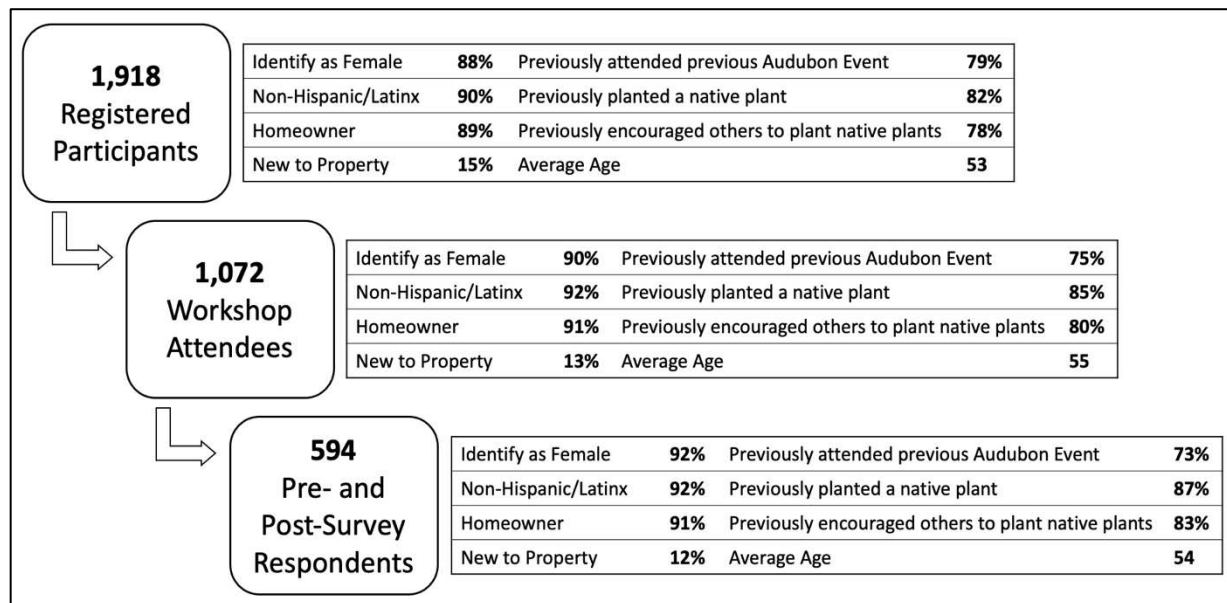 1,918
Registered
Participants
Identify as Female 88% Previously attended previous Audubon Event 79%
Non-Hispanic/Latinx 90% Previously planted a native plant 82%
Homeowner 89% Previously encouraged others to plant native plants 78%
New to Property 15% Average Age 53
1,072
Workshop
Attendees
Identify as Female 90% Previously attended previous Audubon Event 75%
Non-Hispanic/Latinx 92% Previously planted a native plant 85%
Homeowner 91% Previously encouraged others to plant native plants 80%
New to Property 13% Average Age 55
594
Pre- and
Post-Survey
Respondents
Identify as Female 92% Previously attended previous Audubon Event 73%
Non-Hispanic/Latinx 92% Previously planted a native plant 87%
Homeowner 91% Previously encouraged others to plant native plants 83%
New to Property 12% Average Age 54